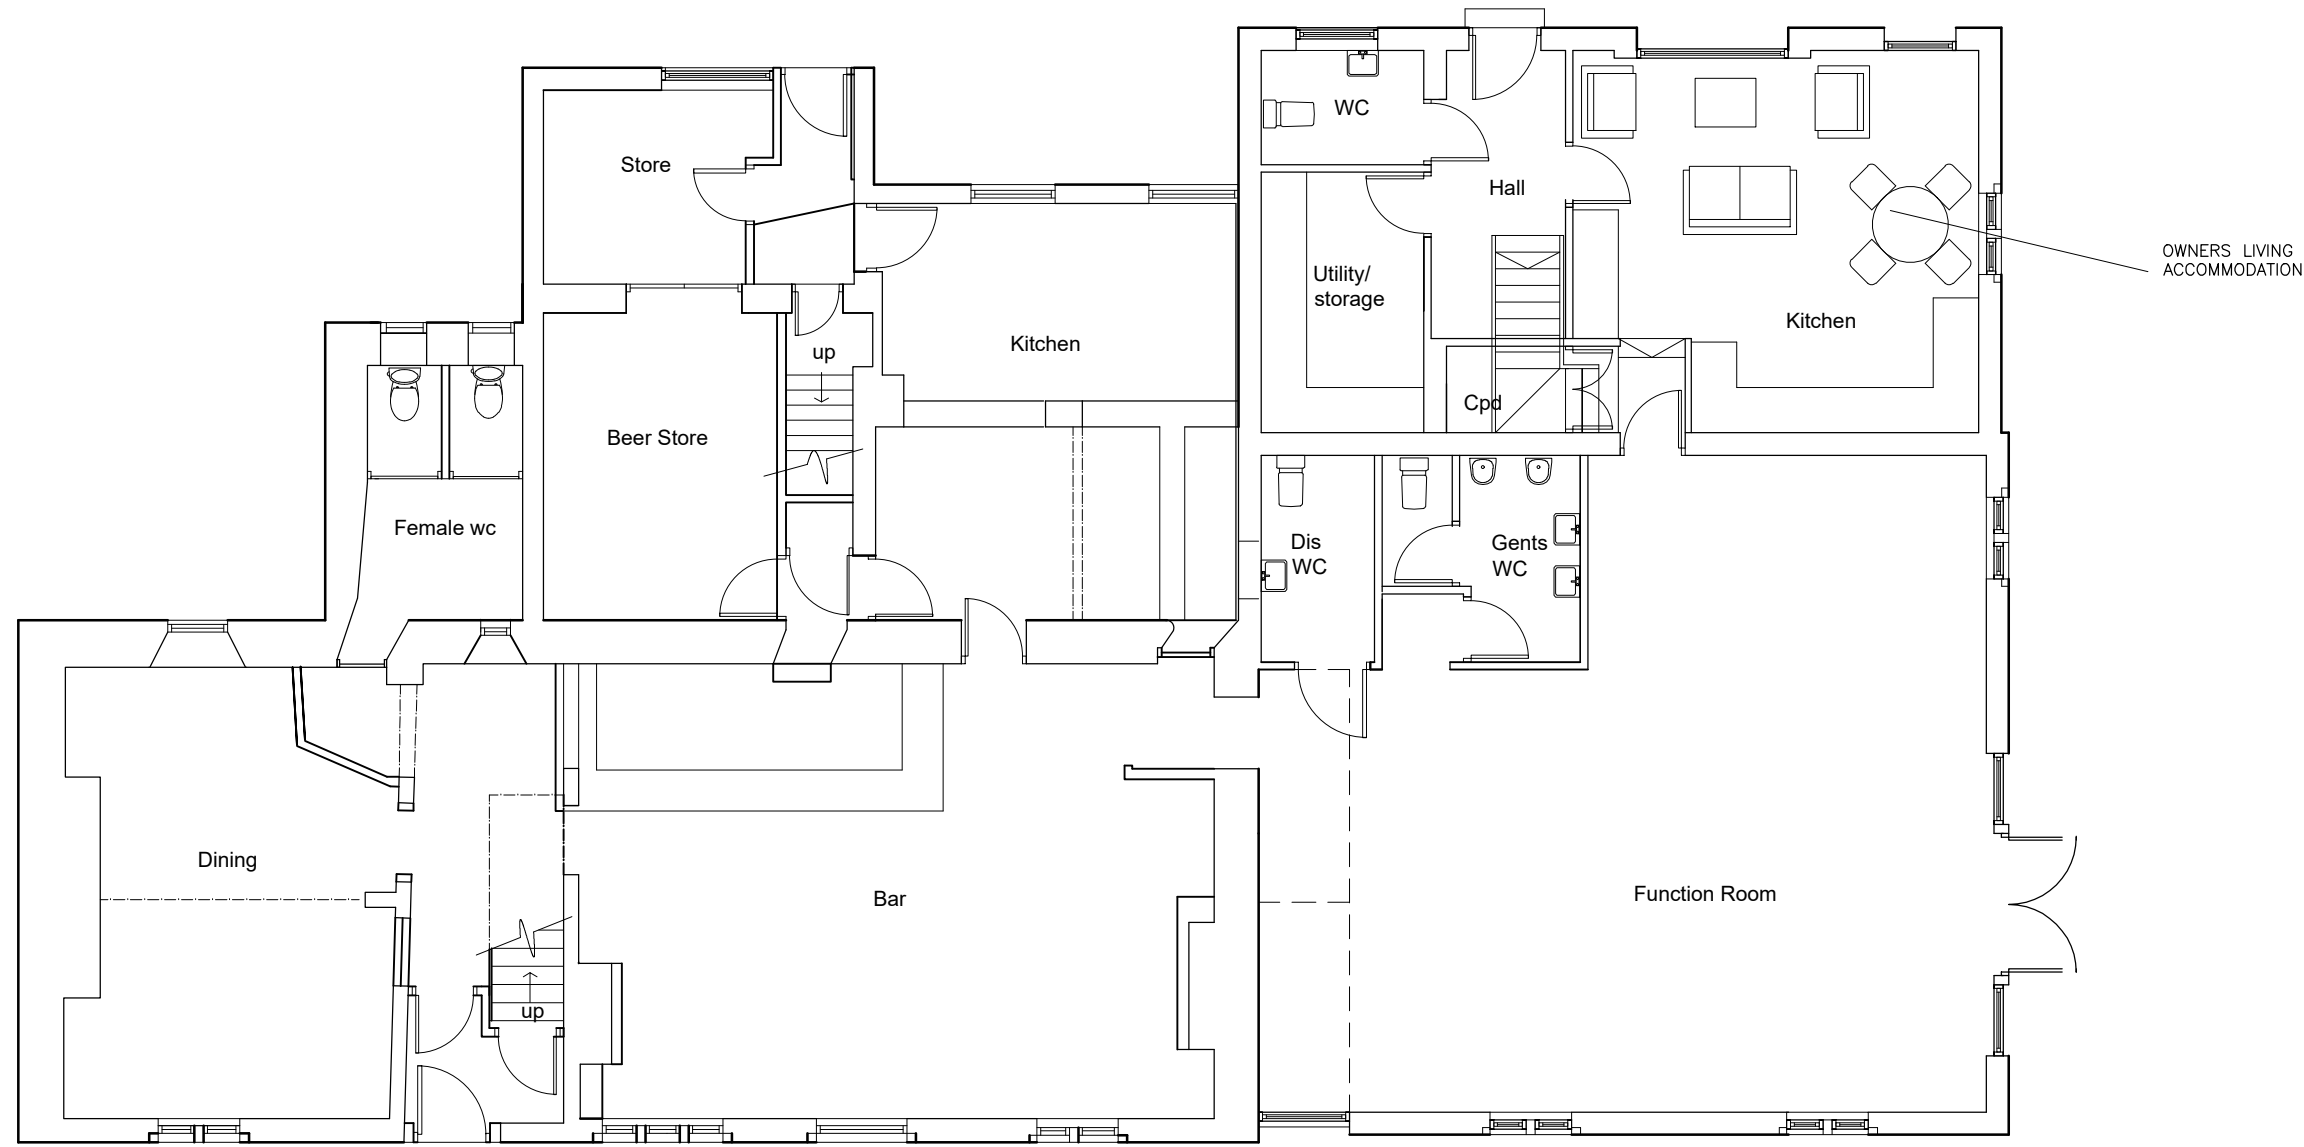 WC
Store
Hall
OWNERS LIVING
ACCOMMODATION
Utility/
storage
Kitchen
Kitchen
up
Cpd
Beer Store
Female wc
Dis
WC
Gents
WC
Dining
Bar
Function Room
up